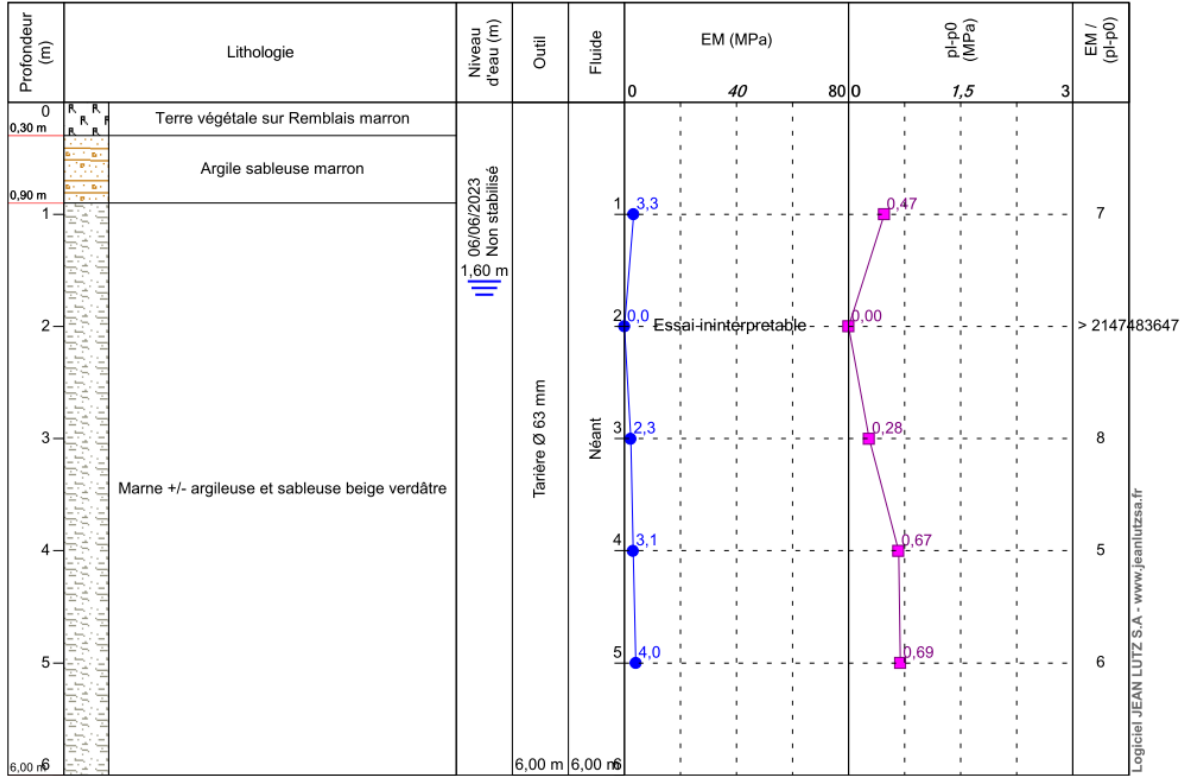 Profondeur (m)
Lithologie
Niveau d'eau (m)
Outil
Fluide
EM (MPa)
pl-p0 (MPa)
EM / (pl-p0)
0 40 80
0 1,5 3
0
Terre végétale sur Remblais marron
0,30 m
Argile sableuse marron
0,90 m
06/06/2023
Non stabilisé
1,60 m
1
1 3,3 0,47 7
2
2 0,0 Essai-ininterpretable 0,00 > 2147483647
3
3 2,3 0,28 8
Tarière Ø 63 mm
Néant
Marne +/- argileuse et sableuse beige verdâtre
4
4 3,1 0,67 5
5
5 4,0 0,69 6
6,00 m 6
6,00 m
6,00 m 6
Logiciel JEAN LUTZ S.A - www.jeanlutzsa.fr